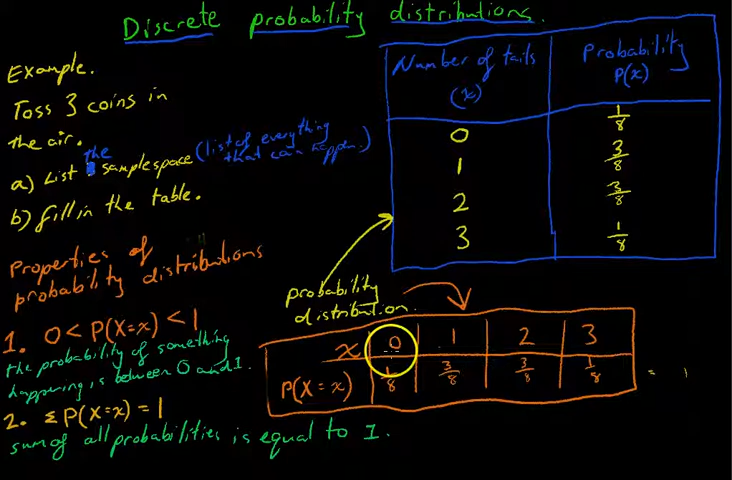 Discrete probability distributions.
Example.
Toss 3 coins in
the air.
a) List the sample space (list of everything
that can happen.)
b) fill in the table.
Number of tails
(x)
Probability
P(x)
0
1/8
1
3/8
2
3/8
3
1/8
Properties of
probability distributions
1. 0 < P(X=x) < 1
the probability of something
happening is between 0 and 1.
2. Σ P(X=x) = 1
sum of all probabilities is equal to 1.
probability
distribution.
x 0 1 2 3
P(X=x) 1/8 3/8 3/8 1/8 = 1